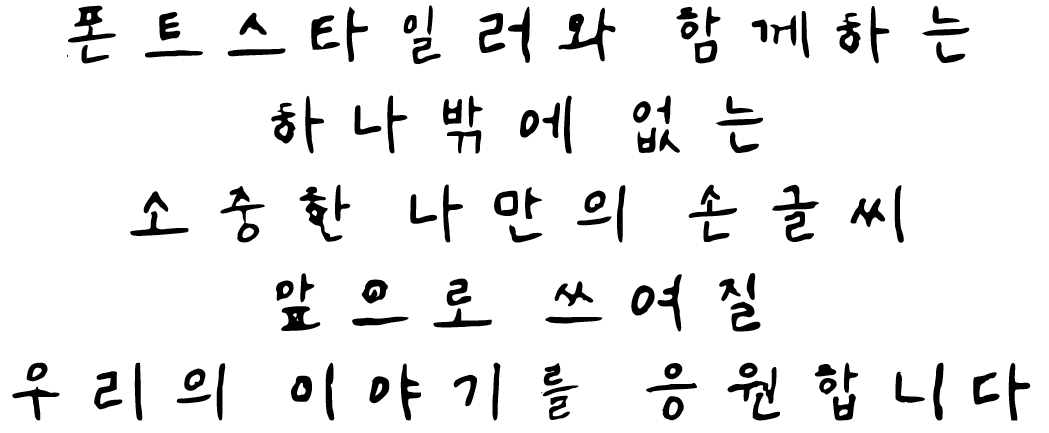 폰트스타일러와 함께하는
하나밖에 없는
소중한 나만의 손글씨
앞으로 쓰여질
우리의 이야기를 응원합니다